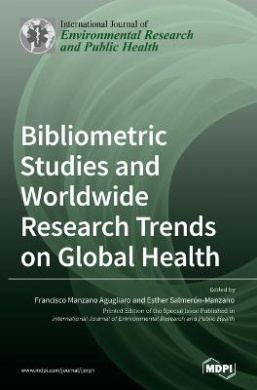 International Journal of
Environmental Research
and Public Health
Bibliometric
Studies and
Worldwide
Research Trends
on Global Health
Edited by
Francisco Manzano Agugliaro and Esther Salmerón-Manzano
Printed Edition of the Special Issue Published in
International Journal of Environmental Research and Public Health
www.mdpi.com/journal/ijerph
MDPI